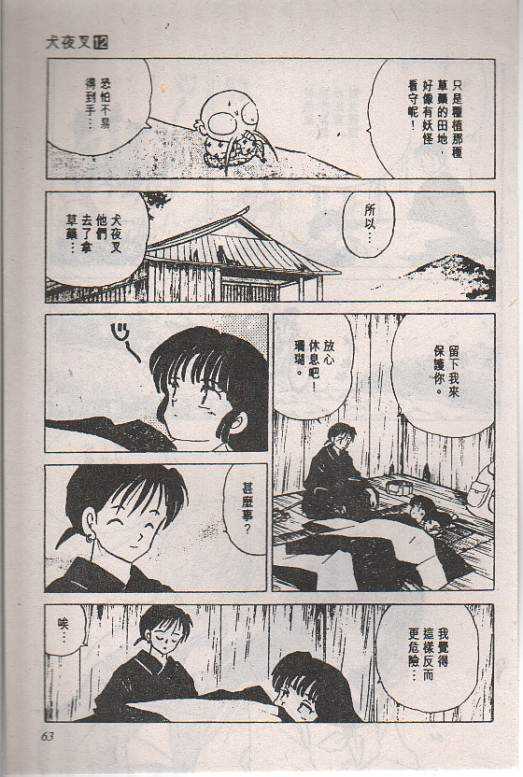 犬夜叉12
只是種植那種
草藥的田地，
好像有妖怪
看守呢！
恐怕不易
得到手…
所以…
犬夜叉
他們
去了拿
草藥…
留下我來
保護你。
放心
休息吧！
珊瑚。
甚麼事？
我覺得
這樣反而
更危險…
唉…
63